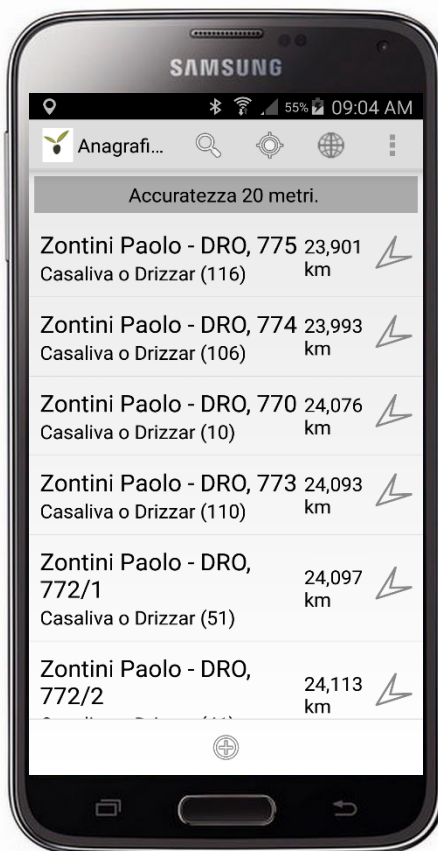 SAMSUNG
55% 09:04 AM
Anagrafi...
Accuratezza 20 metri.
Zontini Paolo - DRO, 775 23,901
Casaliva o Drizzar (116) km
Zontini Paolo - DRO, 774 23,993
Casaliva o Drizzar (106) km
Zontini Paolo - DRO, 770 24,076
Casaliva o Drizzar (10) km
Zontini Paolo - DRO, 773 24,093
Casaliva o Drizzar (110) km
Zontini Paolo - DRO,
772/1
24,097
km
Casaliva o Drizzar (51)
Zontini Paolo - DRO,
772/2
24,113
km